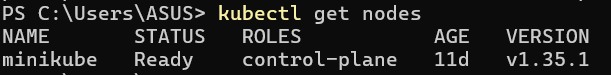 PS C:\Users\ASUS> kubectl get nodes
NAME       STATUS   ROLES           AGE   VERSION
minikube   Ready    control-plane   11d   v1.35.1